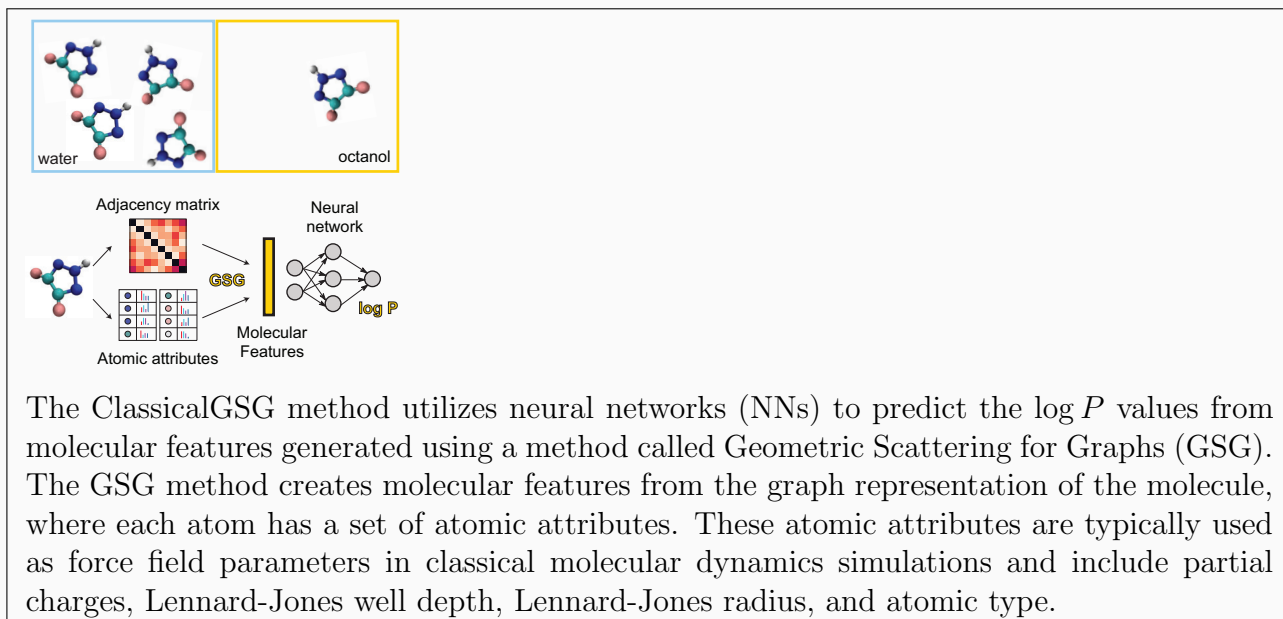 water
octanol
Adjacency matrix
Neural
network
GSG
log P
Atomic attributes
Molecular
Features
The ClassicalGSG method utilizes neural networks (NNs) to predict the log P values from
molecular features generated using a method called Geometric Scattering for Graphs (GSG).
The GSG method creates molecular features from the graph representation of the molecule,
where each atom has a set of atomic attributes. These atomic attributes are typically used
as force field parameters in classical molecular dynamics simulations and include partial
charges, Lennard-Jones well depth, Lennard-Jones radius, and atomic type.